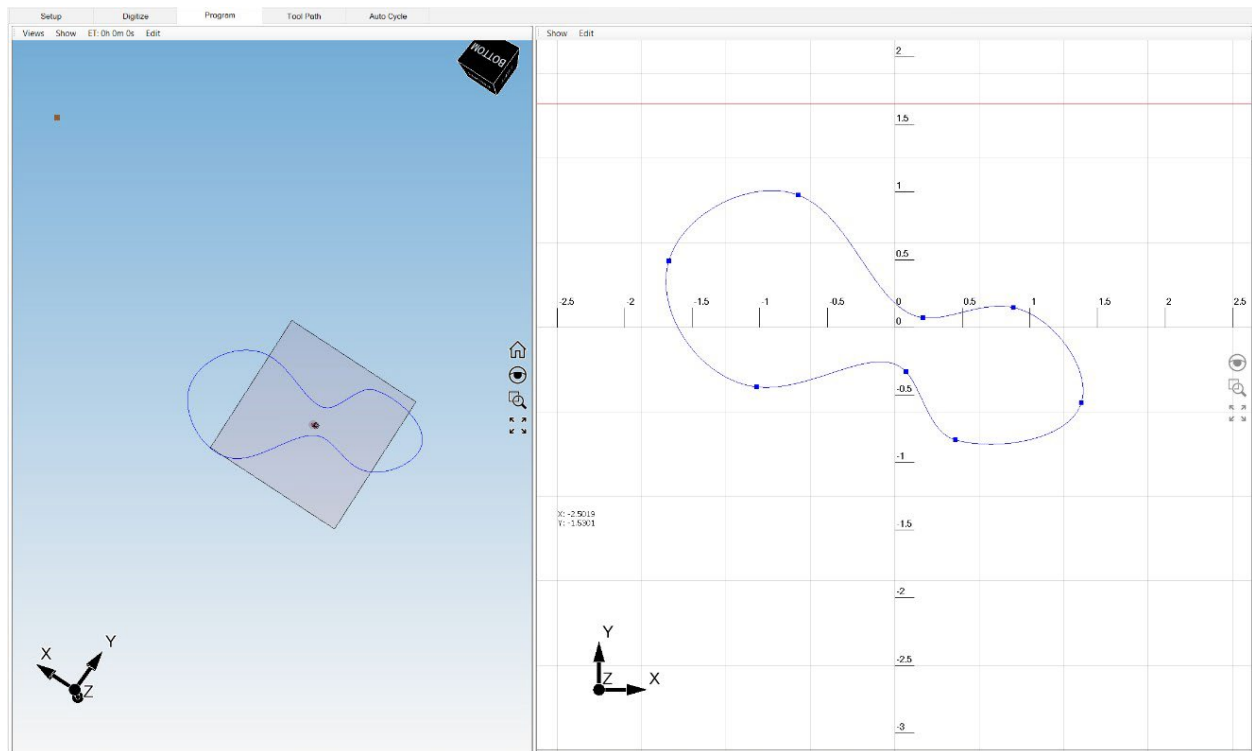 Setup Digitize Program Tool Path Auto Cycle
Views Show ET: 0h 0m 0s Edit
Show Edit
BOTTOM
2
1.5
1
0.5
-2.5 -2 -1.5 -1 -0.5 0 0.5 1 1.5 2 2.5
0
-0.5
-1
X: -2.5019
Y: -1.5301
-1.5
-2
-2.5
-3
X Y Z
Y
Z X